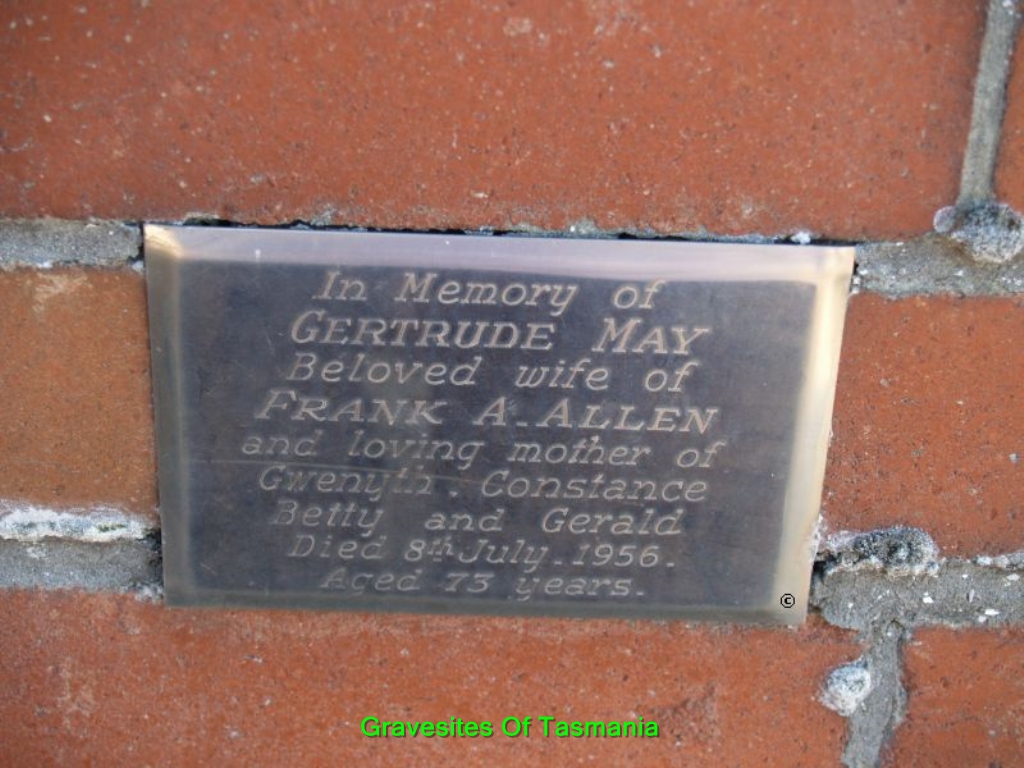 In Memory of
GERTRUDE MAY
Beloved wife of
FRANK A. ALLEN
and loving mother of
Gwenyth. Constance
Betty and Gerald
Died 8th July. 1956.
Aged 73 years.
©
Gravesites Of Tasmania